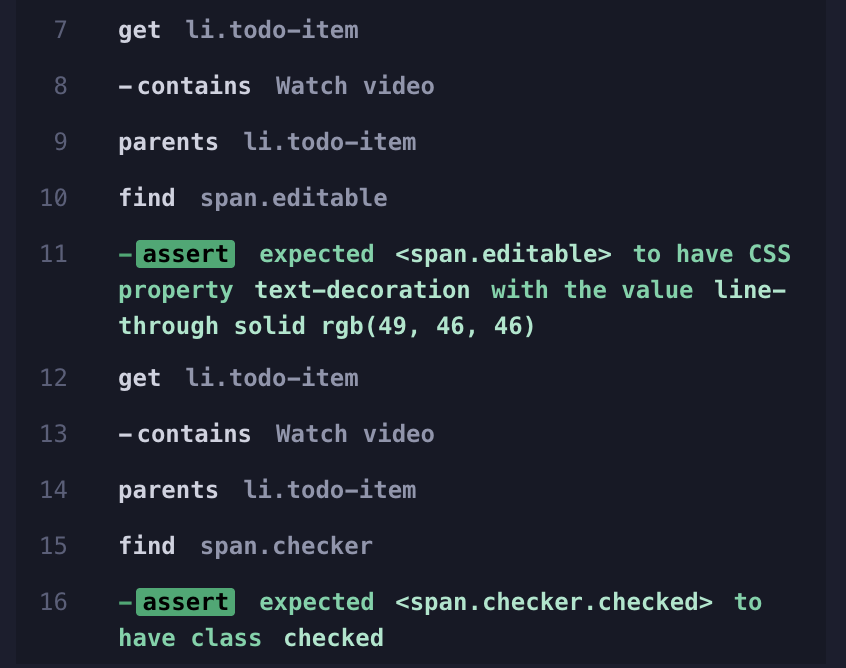 7 get li.todo-item
8 -contains Watch video
9 parents li.todo-item
10 find span.editable
11 -assert expected <span.editable> to have CSS
property text-decoration with the value line-
through solid rgb(49, 46, 46)
12 get li.todo-item
13 -contains Watch video
14 parents li.todo-item
15 find span.checker
16 -assert expected <span.checker.checked> to
have class checked